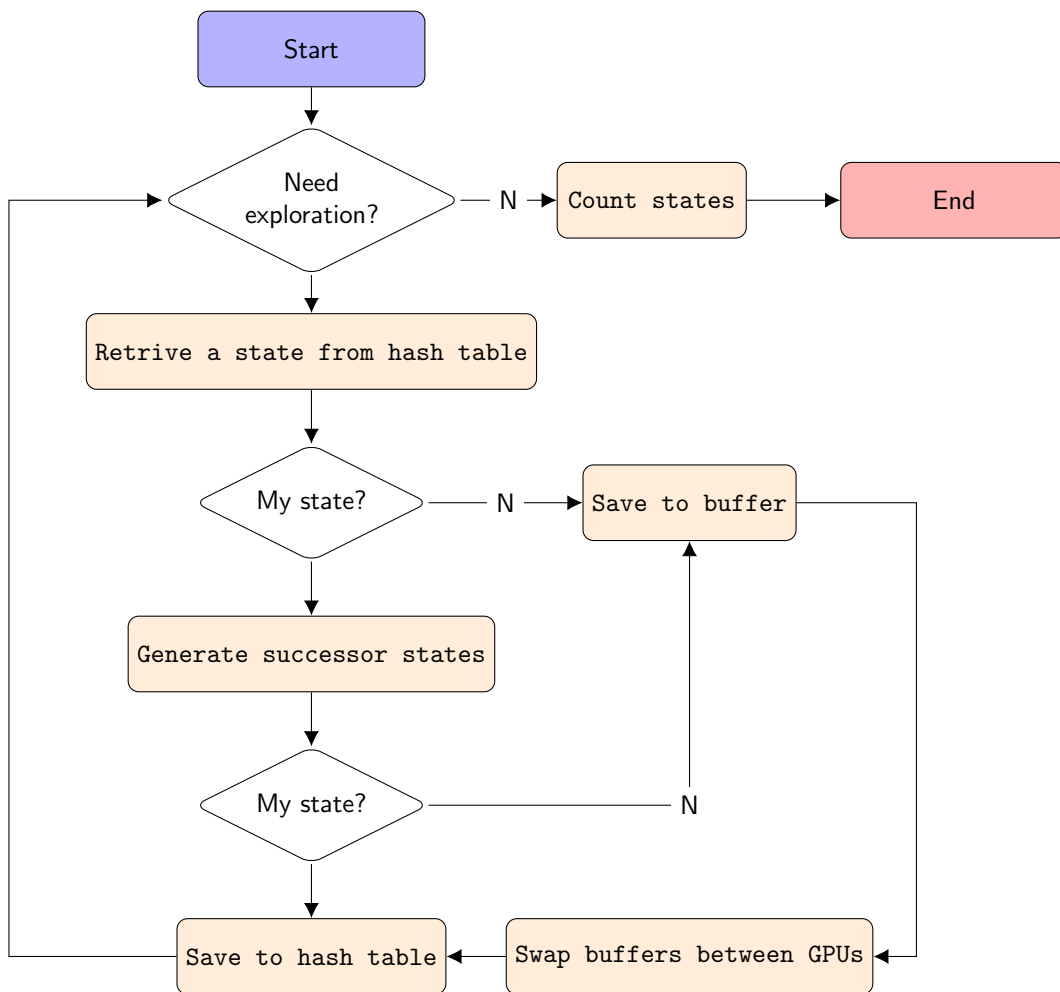 Start
Need
exploration?
N
Count states
End
Retrive a state from hash table
My state?
N
Save to buffer
Generate successor states
My state?
N
Save to hash table
Swap buffers between GPUs